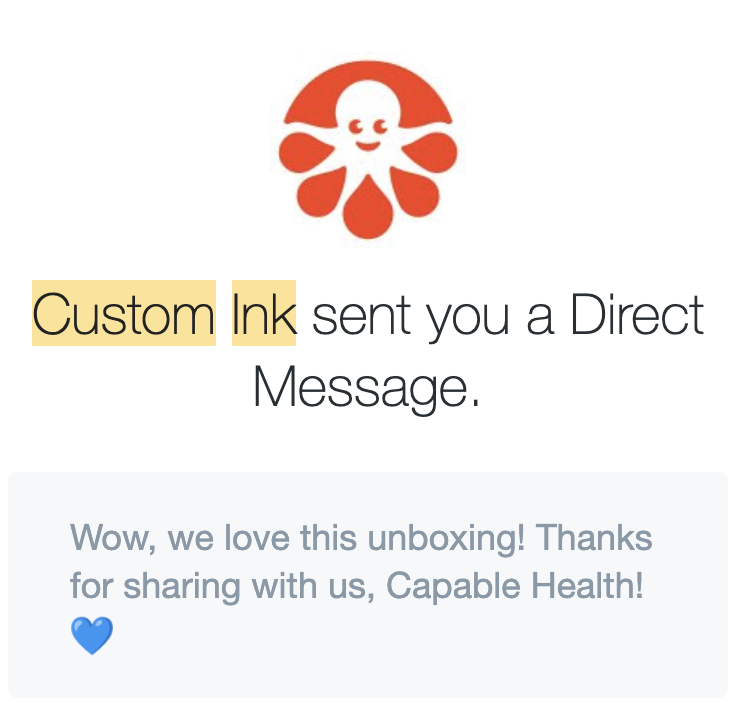 Custom Ink sent you a Direct
Message.
Wow, we love this unboxing! Thanks
for sharing with us, Capable Health!
💙